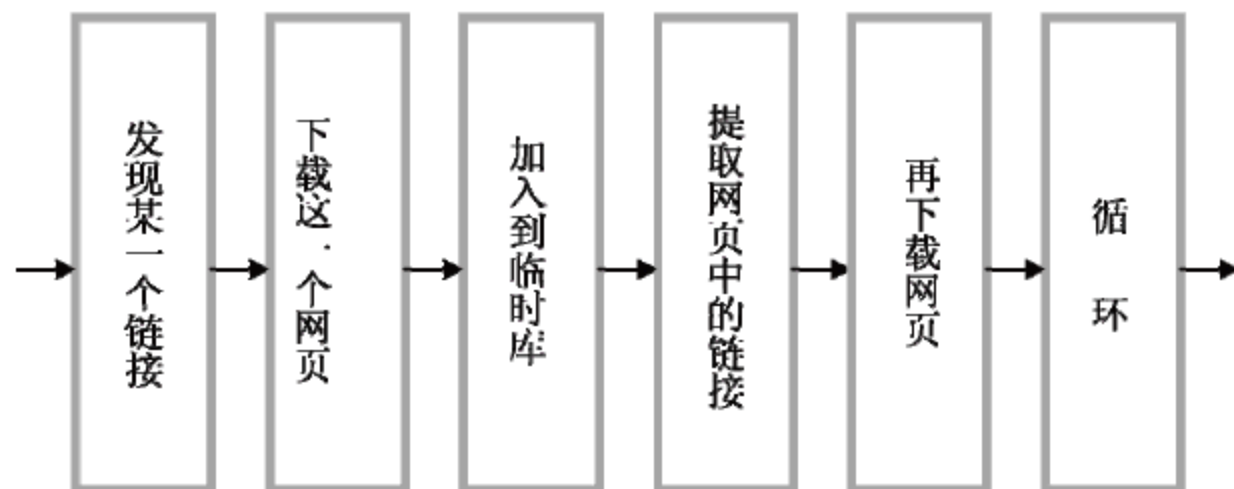 发现某一个链接
下载这一个网页
加入到临时库
提取网页中的链接
再下载网页
循环